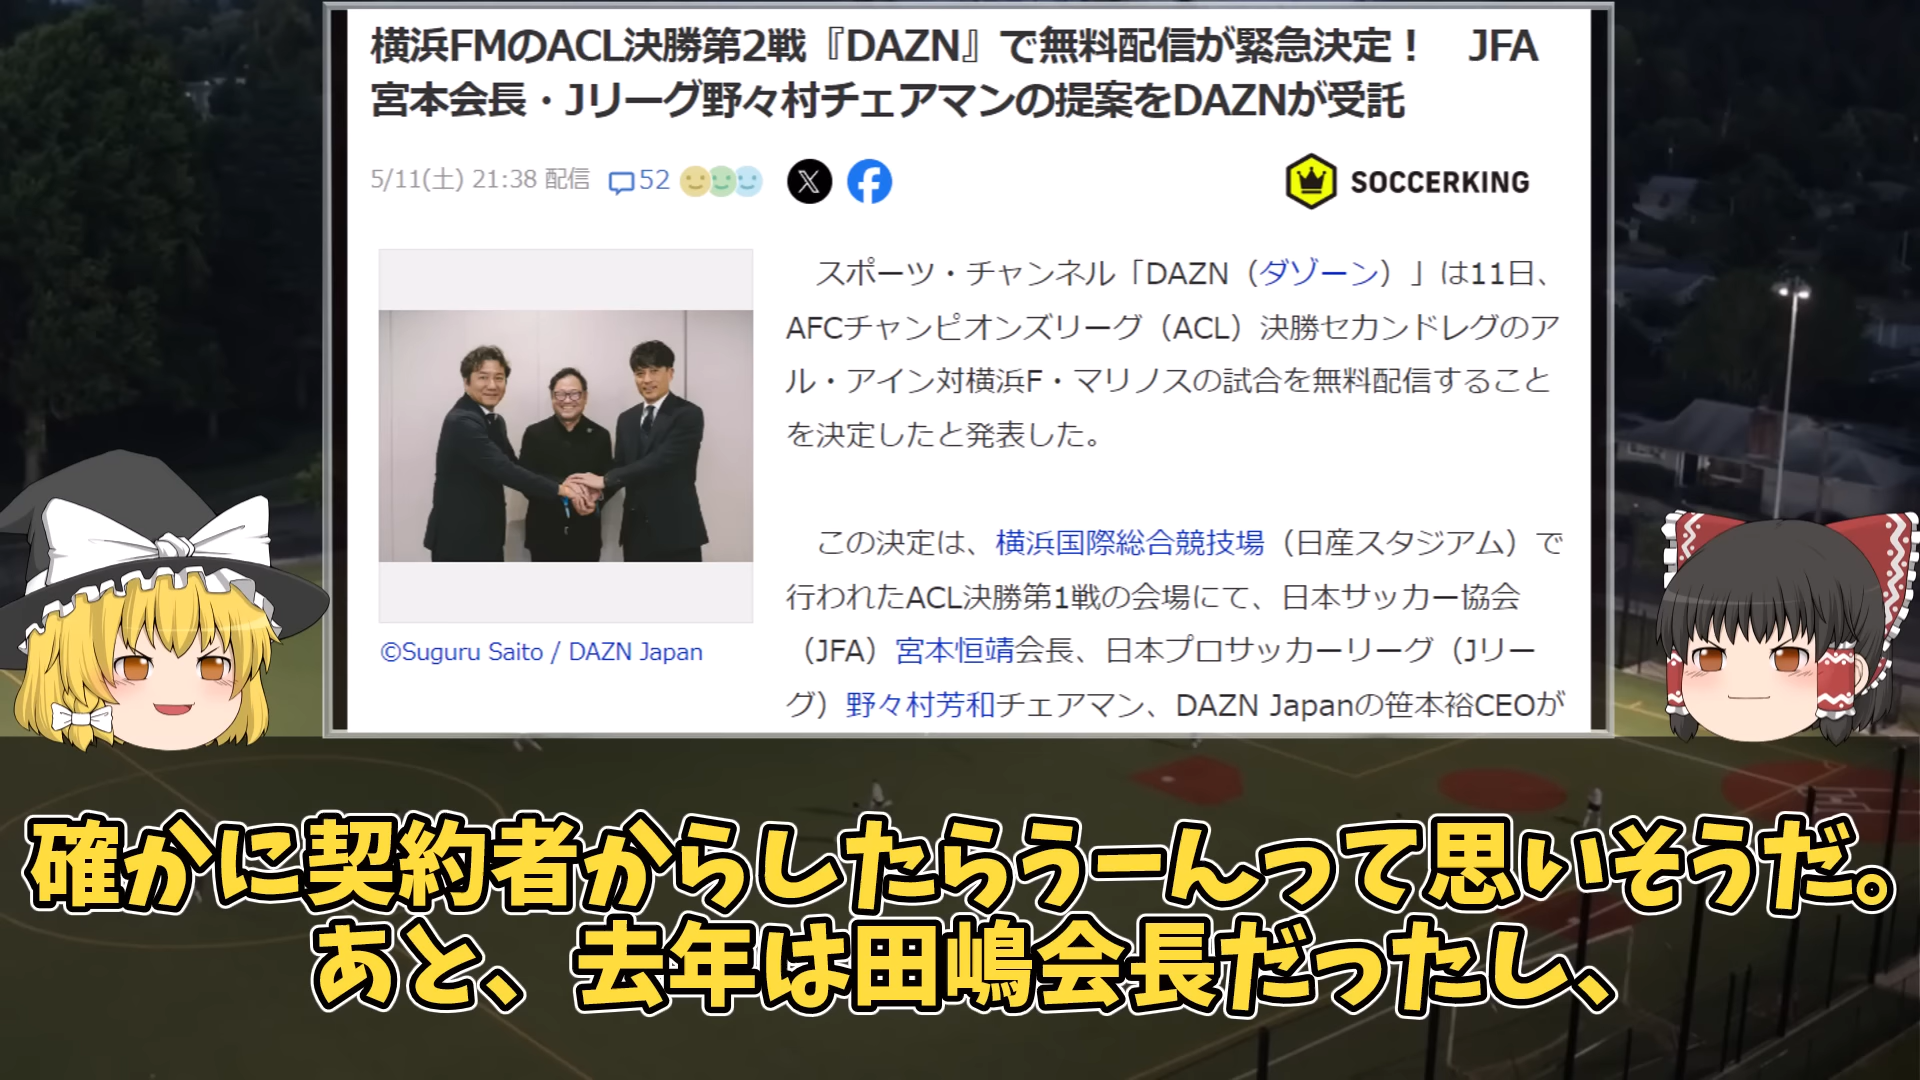 横浜FMのACL決勝第2戦『DAZN』で無料配信が緊急決定！　JFA
宮本会長・Jリーグ野々村チェアマンの提案をDAZNが受託
5/11(土) 21:38 配信 52
SOCCERKING
スポーツ・チャンネル「DAZN（ダゾーン）」は11日、
AFCチャンピオンズリーグ（ACL）決勝セカンドレグのア
ル・アイン対横浜F・マリノスの試合を無料配信すること
を決定したと発表した。
この決定は、横浜国際総合競技場（日産スタジアム）で
行われたACL決勝第1戦の会場にて、日本サッカー協会
（JFA）宮本恒靖会長、日本プロサッカーリーグ（Jリー
グ）野々村芳和チェアマン、DAZN Japanの笹本裕CEOが
©Suguru Saito / DAZN Japan
確かに契約者からしたらうーんって思いそうだ。
あと、去年は田嶋会長だったし、